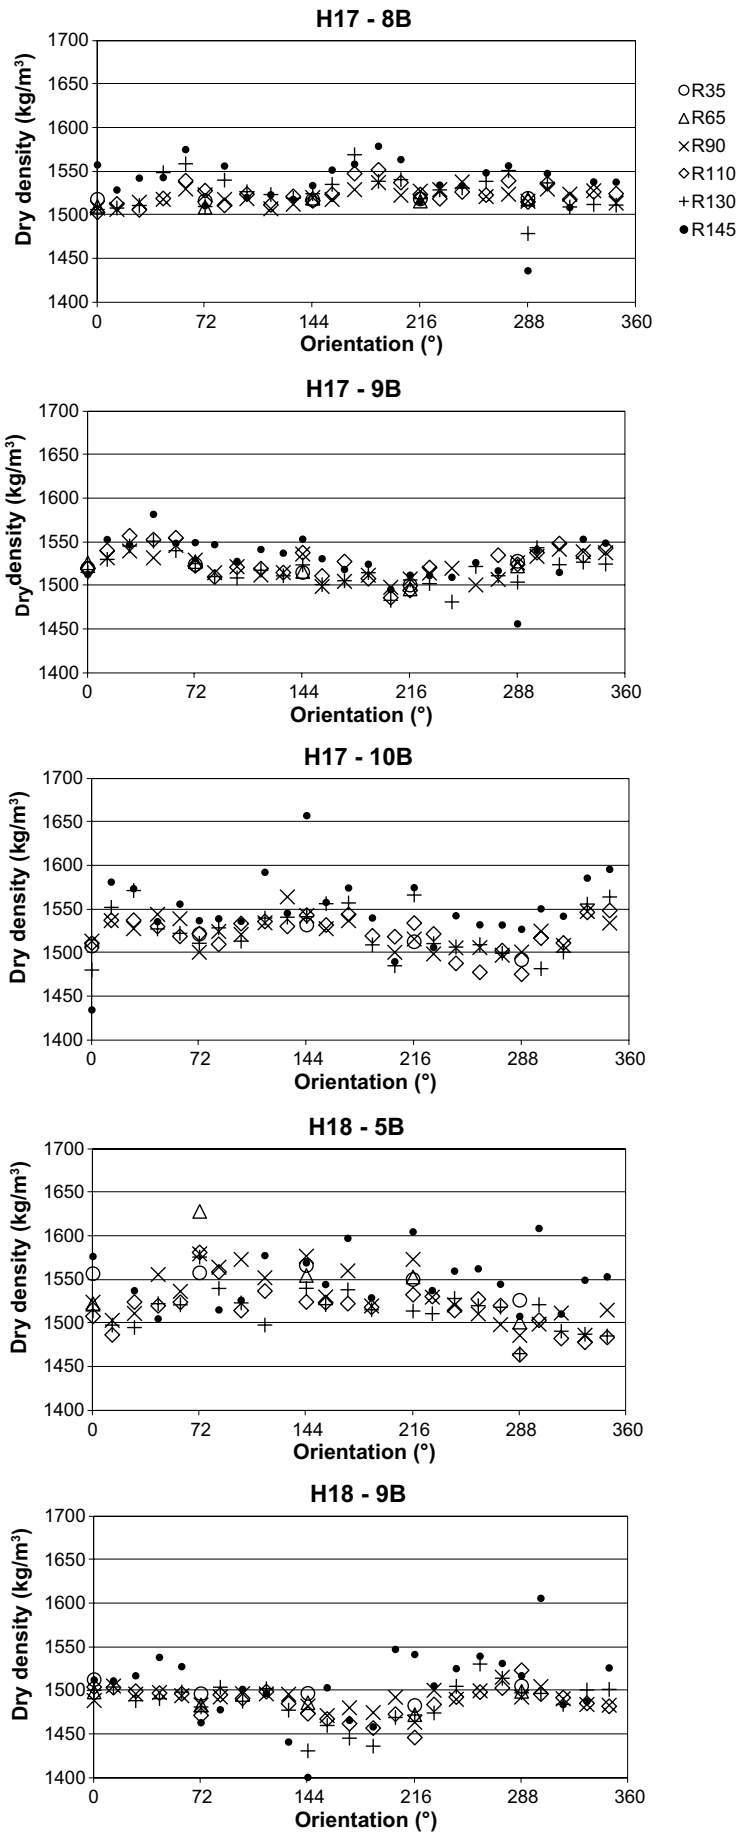 H17 - 8B
1700
1650
1600
1550
1500
1450
1400
Dry density (kg/m³)
0 72 144 216 288 360
Orientation (°)
R35
R65
R90
R110
R130
R145
H17 - 9B
1700
1650
1600
1550
1500
1450
1400
Dry density (kg/m³)
0 72 144 216 288 360
Orientation (°)
H17 - 10B
1700
1650
1600
1550
1500
1450
1400
Dry density (kg/m³)
0 72 144 216 288 360
Orientation (°)
H18 - 5B
1700
1650
1600
1550
1500
1450
1400
Dry density (kg/m³)
0 72 144 216 288 360
Orientation (°)
H18 - 9B
1700
1650
1600
1550
1500
1450
1400
Dry density (kg/m³)
0 72 144 216 288 360
Orientation (°)